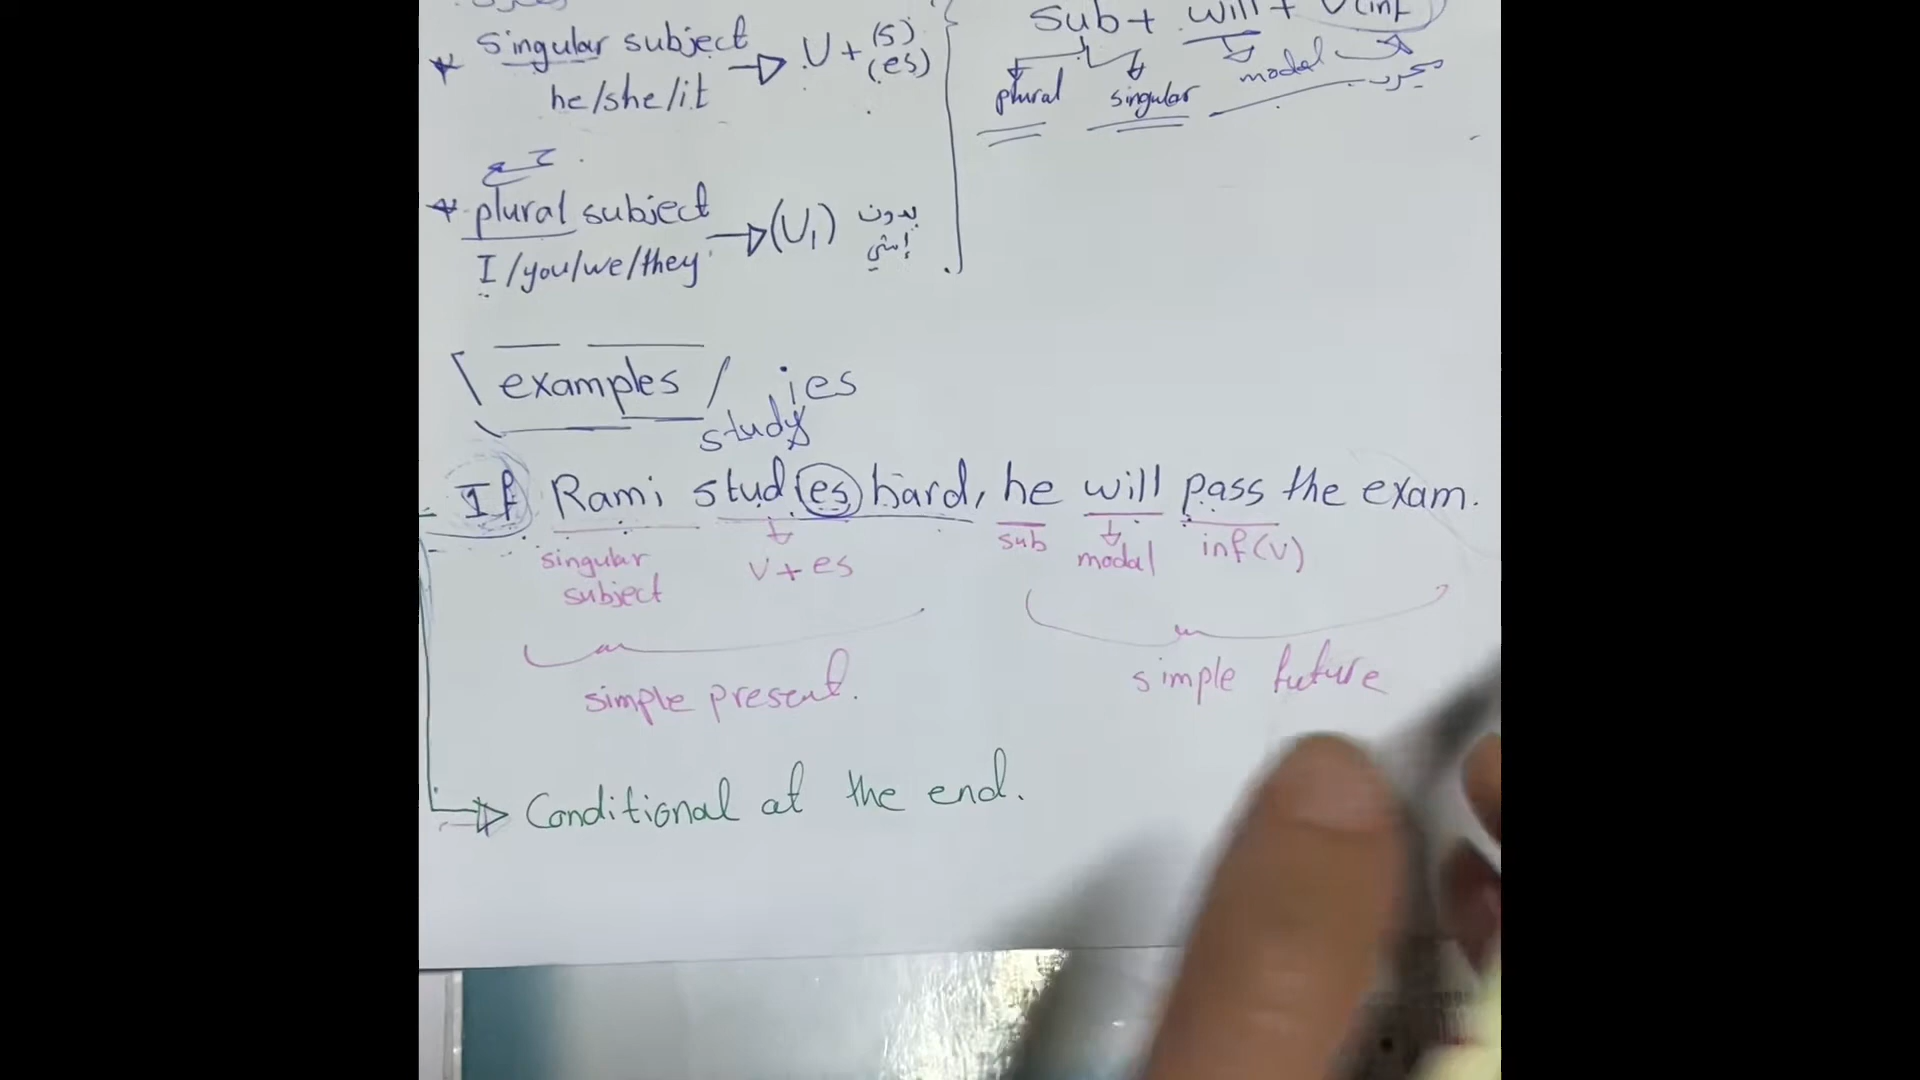 * singular subject → V + (s) (es)
he/she/it
Sub + will + V(inf)
plural singular modal مجرد
جمع
* plural subject → (V1) بدون إشي
I/you/we/they
examples / ies
study
If Rami studies hard, he will pass the exam.
singular subject V + es sub modal inf(V)
simple present. simple future
→ Conditional at the end.